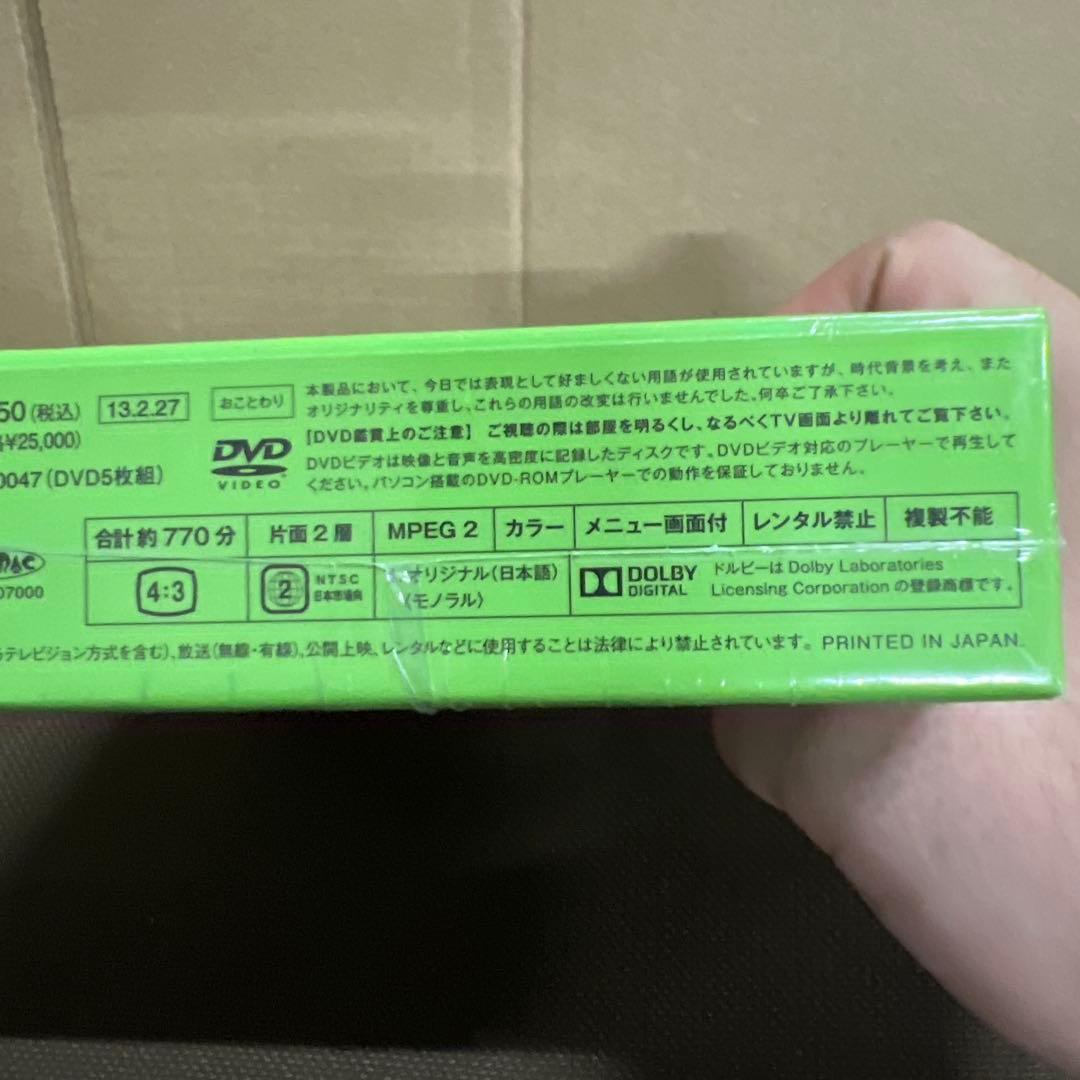 50(税込) 13.2.27 おことわり
¥25,000)
0047(DVD5枚組)
DVD
VIDEO
本製品において、今日では表現として好ましくない用語が使用されていますが、時代背景を考え、また
オリジナリティを尊重し、これらの用語の改変は行いませんでした。何卒ご了承下さい。
【DVD鑑賞上のご注意】 ご視聴の際は部屋を明るくし、なるべくTV画面より離れてご覧下さい。
DVDビデオは映像と音声を高密度に記録したディスクです。DVDビデオ対応のプレーヤーで再生して
ください。パソコン搭載のDVD-ROMプレーヤーでの動作を保証しておりません。
合計約770分 片面2層 MPEG 2 カラー メニュー画面付 レンタル禁止 複製不能
07000
4:3
2 NTSC
日本市場向
オリジナル(日本語)
〈モノラル〉
DOLBY
DIGITAL
ドルビーは Dolby Laboratories
Licensing Corporation の登録商標です。
テレビジョン方式を含む)、放送(無線・有線)、公開上映、レンタルなどに使用することは法律により禁止されています。 PRINTED IN JAPAN.